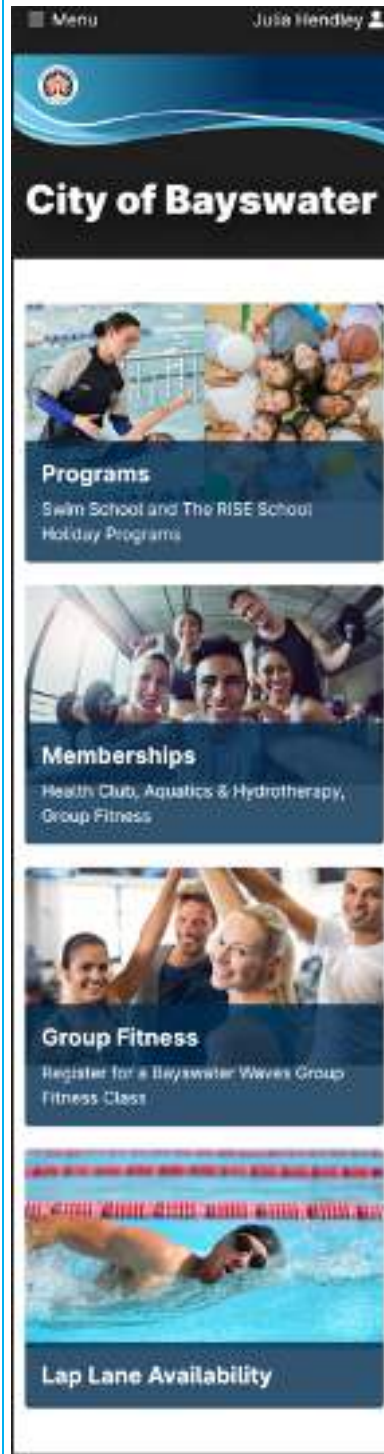 Menu
Julia Hendley
City of Bayswater
Programs
Swim School and The RISE School
Holiday Programs
Memberships
Health Club, Aquatics & Hydrotherapy,
Group Fitness
Group Fitness
Register for a Bayswater Waves Group
Fitness Class
Lap Lane Availability